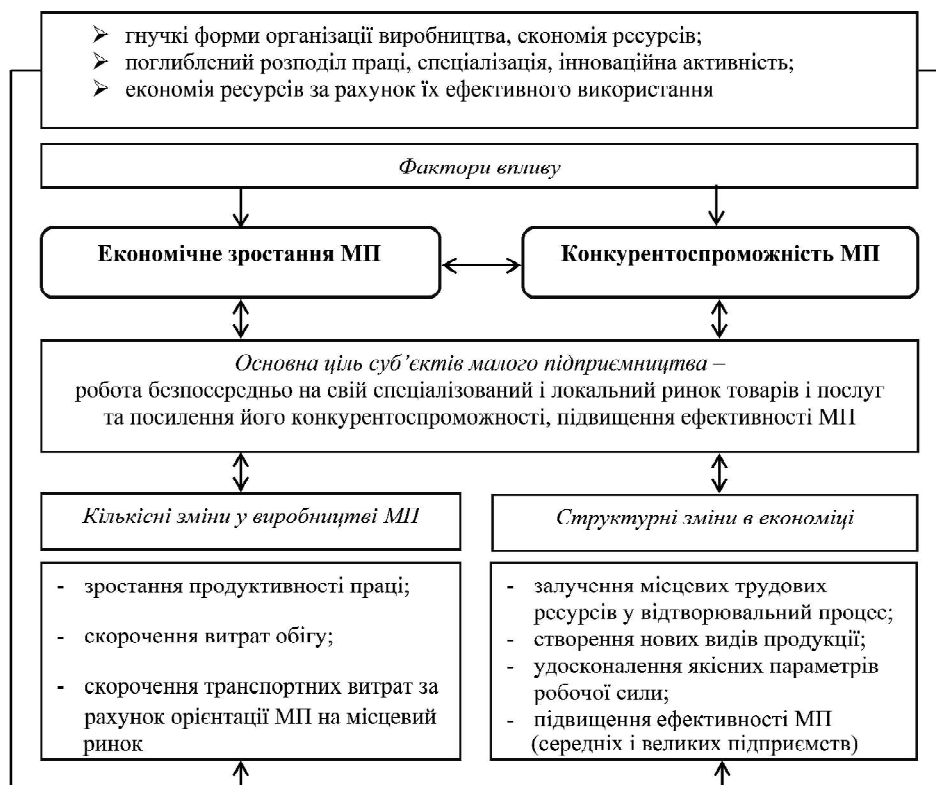 ➢ гнучкі форми організації виробництва, економія ресурсів;
➢ поглиблений розподіл праці, спеціалізація, інноваційна активність;
➢ економія ресурсів за рахунок їх ефективного використання
Фактори впливу
Економічне зростання МП
Конкурентоспроможність МП
Основна ціль суб’єктів малого підприємництва –
робота безпосередньо на свій спеціалізований і локальний ринок товарів і послуг
та посилення його конкурентоспроможності, підвищення ефективності МП
Кількісні зміни у виробництві МП
- зростання продуктивності праці;
- скорочення витрат обігу;
- скорочення транспортних витрат за
рахунок орієнтації МП на місцевий
ринок
Структурні зміни в економіці
- залучення місцевих трудових
ресурсів у відтворювальний процес;
- створення нових видів продукції;
- удосконалення якісних параметрів
робочої сили;
- підвищення ефективності МП
(середніх і великих підприємств)